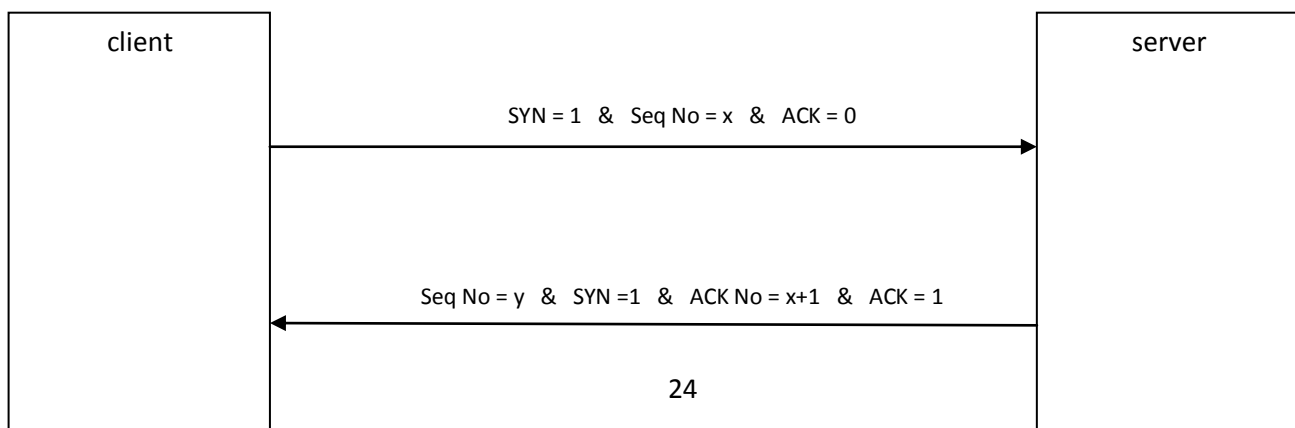 client
server
SYN = 1 & Seq No = x & ACK = 0
Seq No = y & SYN =1 & ACK No = x+1 & ACK = 1
24